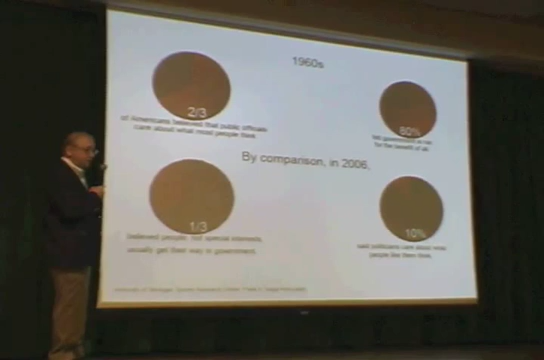 1960s
2/3
of Americans believed that public officials
care about what most people think
80%
felt government is run
for the benefit of all.
By comparison, in 2006,
1/3
believed people, not special interests,
usually get their way in government.
10%
said politicians care about what
people like them think.